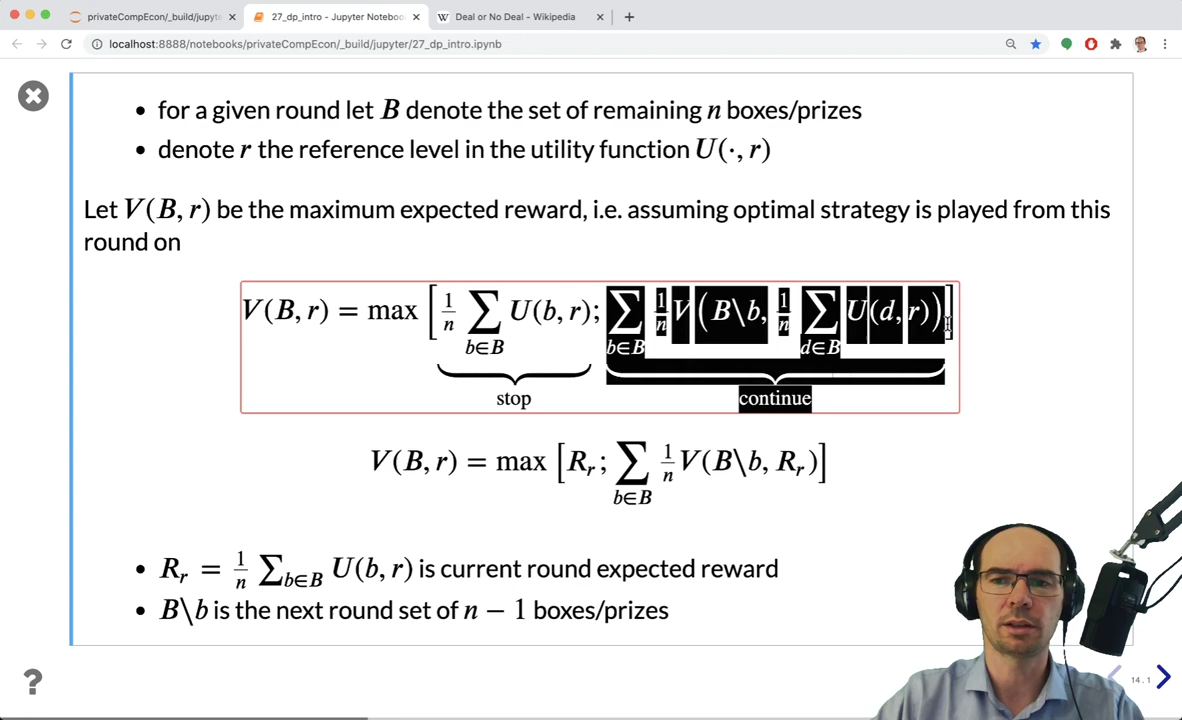 privateCompEcon/_build/jupyte
27_dp_intro - Jupyter Noteboo
W Deal or No Deal - Wikipedia
localhost:8888/notebooks/privateCompEcon/_build/jupyter/27_dp_intro.ipynb
• for a given round let B denote the set of remaining n boxes/prizes
• denote r the reference level in the utility function U(·, r)
Let V(B, r) be the maximum expected reward, i.e. assuming optimal strategy is played from this
round on
V(B, r) = max [ 1/n ∑_{b∈B} U(b, r); ∑_{b∈B} 1/n V(B\b, 1/n ∑_{d∈B} U(d, r)) ]
stop continue
V(B, r) = max [ R_r; ∑_{b∈B} 1/n V(B\b, R_r) ]
• R_r = 1/n ∑_{b∈B} U(b, r) is current round expected reward
• B\b is the next round set of n − 1 boxes/prizes
?
14 . 1